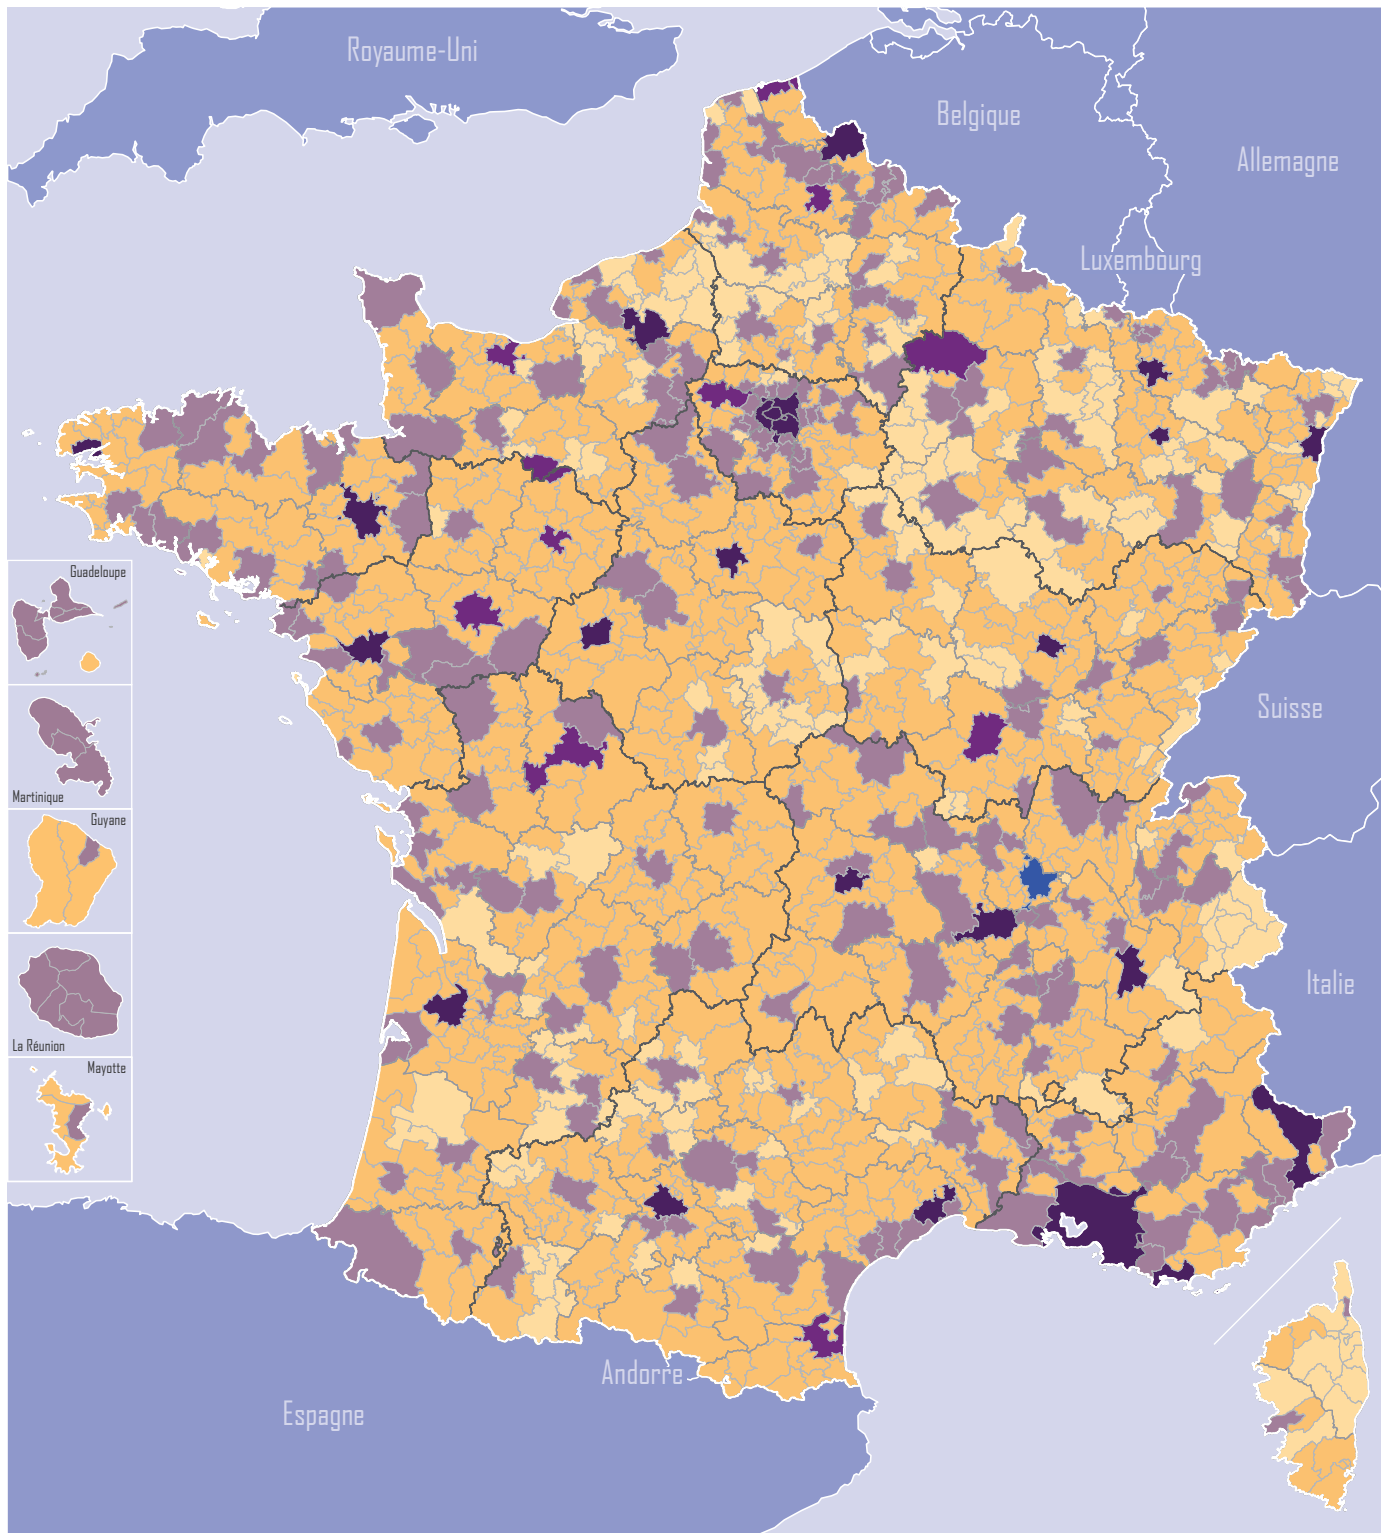 Royaume-Uni
Belgique
Allemagne
Luxembourg
Guadeloupe
Suisse
Martinique
Guyane
Italie
La Réunion
Mayotte
Andorre
Espagne